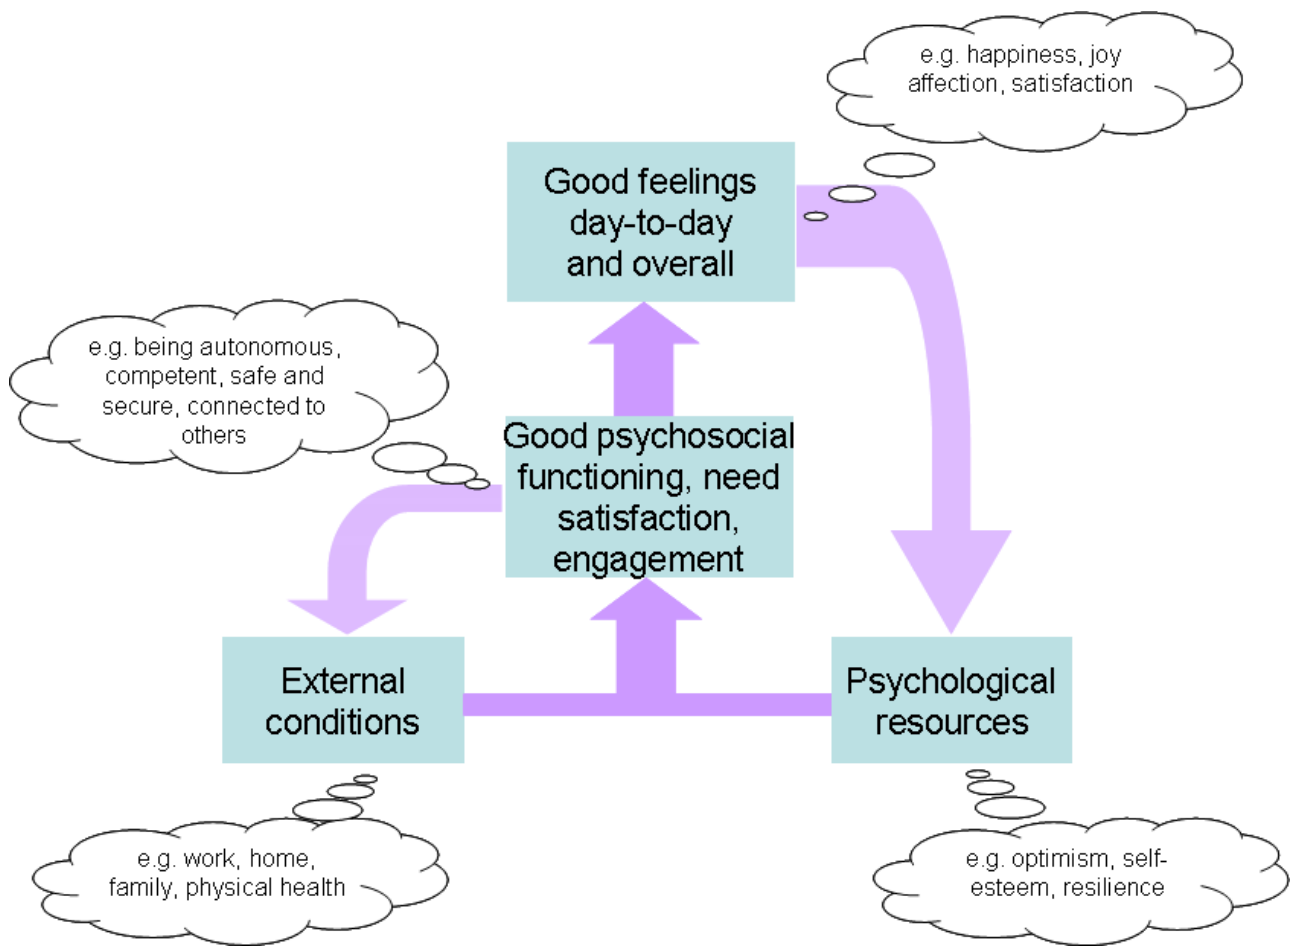 e.g. happiness, joy
affection, satisfaction
Good feelings
day-to-day
and overall
e.g. being autonomous,
competent, safe and
secure, connected to
others
Good psychosocial
functioning, need
satisfaction,
engagement
External
conditions
Psychological
resources
e.g. work, home,
family, physical health
e.g. optimism, self-
esteem, resilience